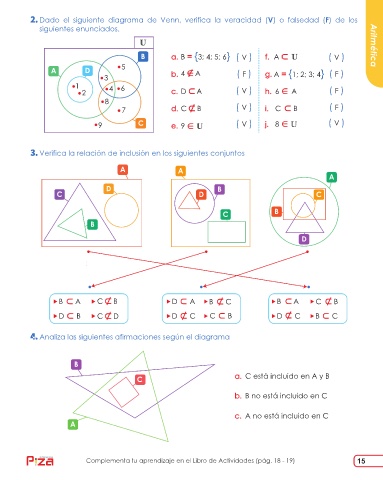 2. Dado el siguiente diagrama de Venn, verifica la veracidad (V) o falsedad (F) de los
siguientes enunciados.
Aritmética
U
A D B
5
3
1
2
4 6
8
7
9 C
a. B = {3; 4; 5; 6} ( V ) f. A ⊂ U ( V )
b. 4 ∉ A ( F ) g. A = {1; 2; 3; 4} ( F )
c. D ⊂ A ( V ) h. 6 ∈ A ( F )
d. C ⊄ B ( V ) i. C ⊂ B ( F )
e. 9 ∈ U ( V ) j. 8 ∈ U ( V )
3. Verifica la relación de inclusión en los siguientes conjuntos
A
C D
B
A
B
D
C
A
C
B
D
B ⊂ A C ⊄ B
D ⊂ B C ⊄ D
D ⊂ A B ⊄ C
D ⊄ C C ⊂ B
B ⊂ A C ⊄ B
D ⊄ C B ⊂ C
4. Analiza las siguientes afirmaciones según el diagrama
B
C
A
a. C está incluido en A y B
b. B no está incluido en C
c. A no está incluido en C
Complementa tu aprendizaje en el Libro de Actividades (pág. 18 - 19)
15